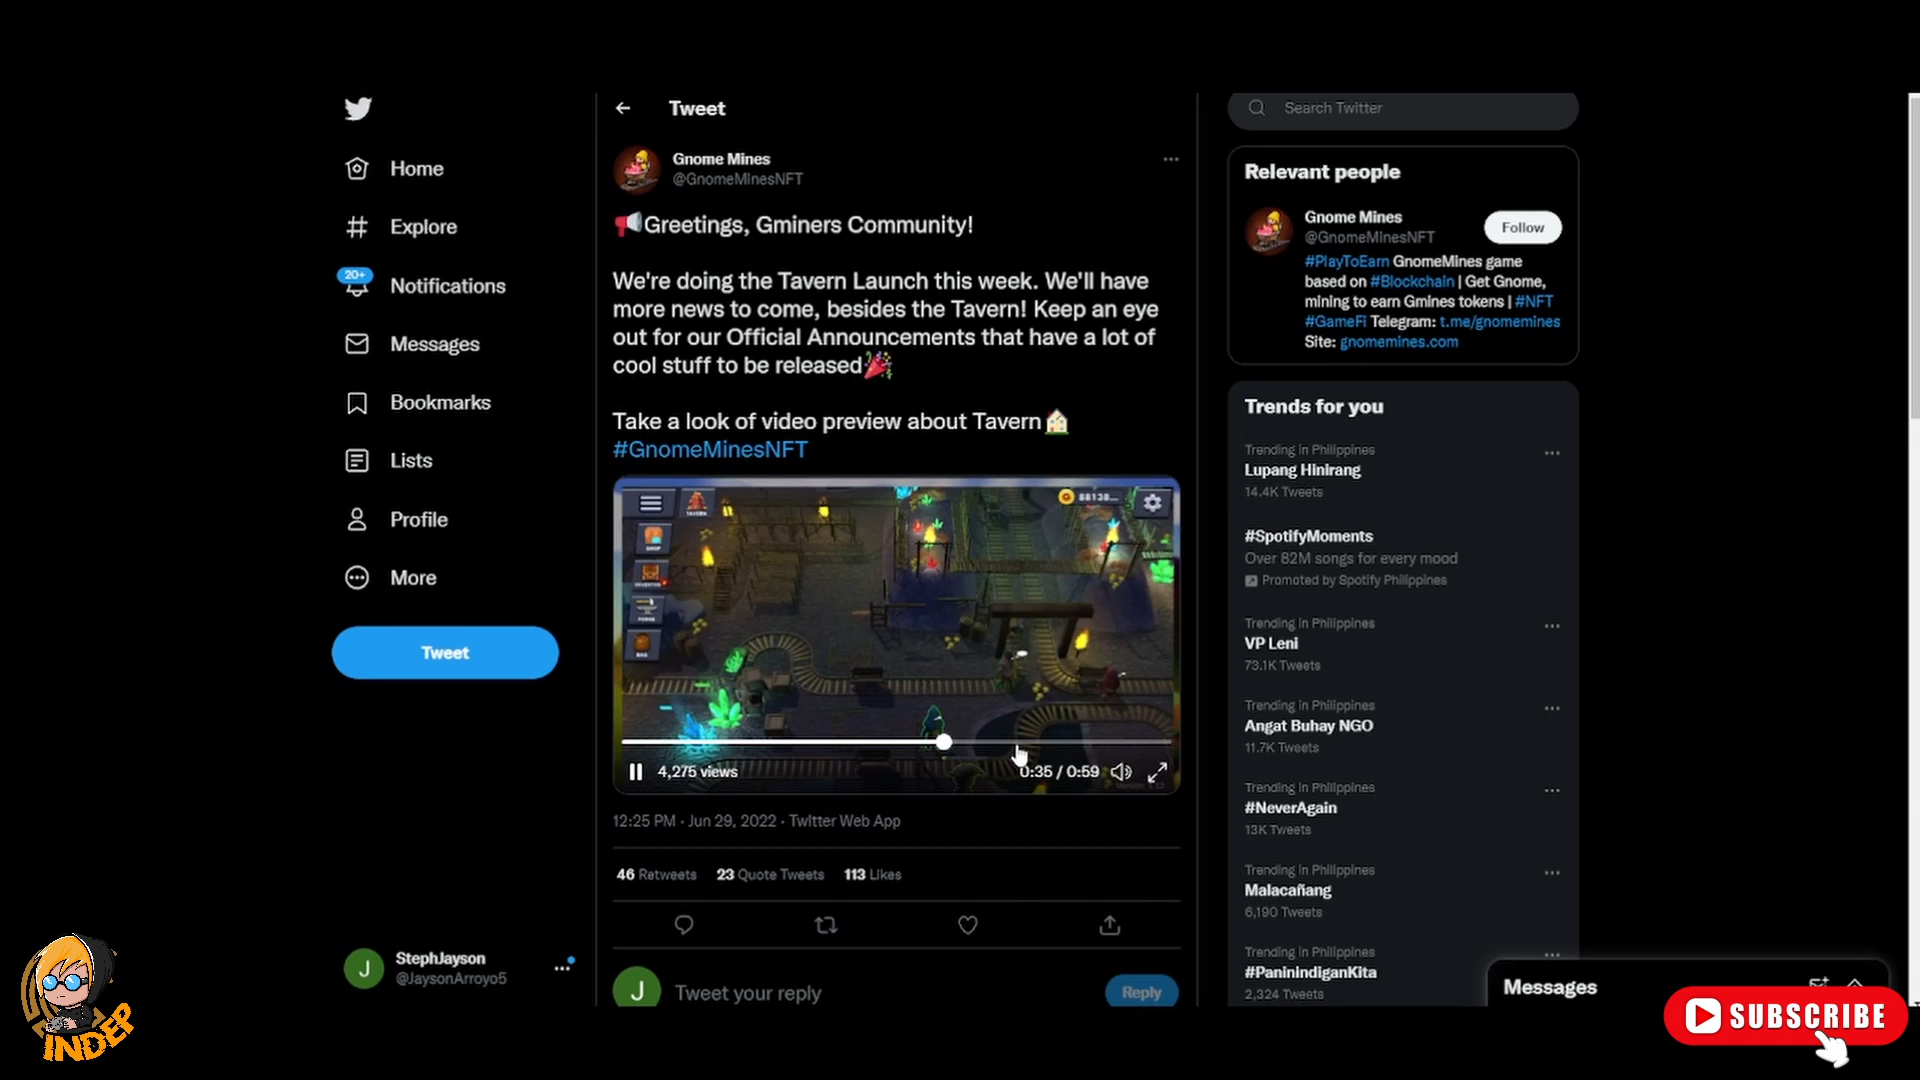 Home
Explore
20+
Notifications
Messages
Bookmarks
Lists
Profile
More
Tweet
StephJayson
@JaysonArroyo5
INDEP
Tweet
Gnome Mines
@GnomeMinesNFT
Greetings, Gminers Community!
We're doing the Tavern Launch this week. We'll have
more news to come, besides the Tavern! Keep an eye
out for our Official Announcements that have a lot of
cool stuff to be released
Take a look of video preview about Tavern
#GnomeMinesNFT
TAVERN
88138...
SHOP
INVENTORY
FORGE
BAG
4,275 views
0:35 / 0:59
12:25 PM · Jun 29, 2022 · Twitter Web App
46 Retweets 23 Quote Tweets 113 Likes
J
Tweet your reply
Reply
Search Twitter
Relevant people
Gnome Mines
@GnomeMinesNFT
Follow
#PlayToEarn GnomeMines game
based on #Blockchain | Get Gnome,
mining to earn Gmines tokens | #NFT
#GameFi Telegram: t.me/gnomemines
Site: gnomemines.com
Trends for you
Trending in Philippines
Lupang Hinirang
14.4K Tweets
#SpotifyMoments
Over 82M songs for every mood
Promoted by Spotify Philippines
Trending in Philippines
VP Leni
73.1K Tweets
Trending in Philippines
Angat Buhay NGO
11.7K Tweets
Trending in Philippines
#NeverAgain
13K Tweets
Trending in Philippines
Malacañang
6,190 Tweets
Trending in Philippines
#PaninindiganKita
2,324 Tweets
Messages
SUBSCRIBE
J